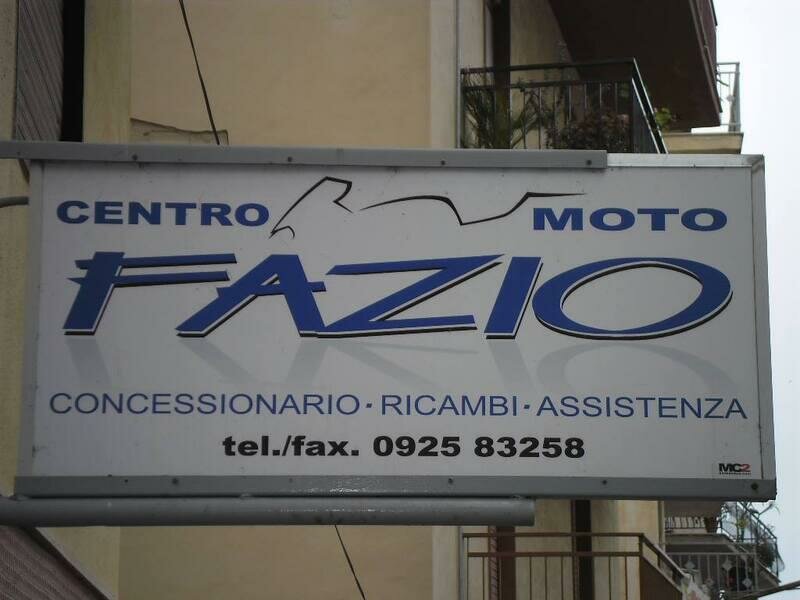 CENTRO MOTO
FAZIO
CONCESSIONARIO · RICAMBI · ASSISTENZA
tel./fax. 0925 83258
MC2